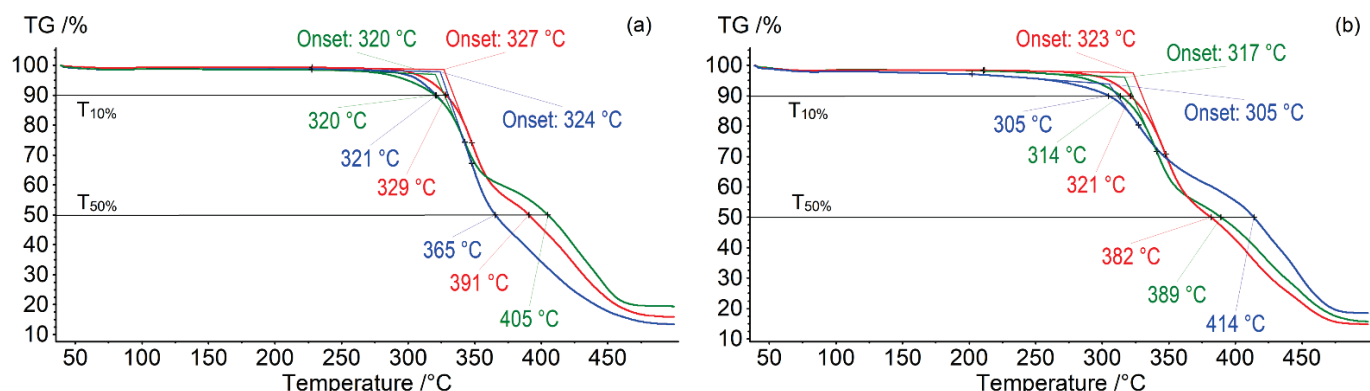 TG /%
(a)
Onset: 320 °C
Onset: 327 °C
100
90
80
70
60
50
40
30
20
10
T10%
Onset: 324 °C
320 °C
321 °C
329 °C
T50%
365 °C
391 °C
405 °C
50 100 150 200 250 300 350 400 450
Temperature /°C
TG /%
(b)
Onset: 323 °C
Onset: 317 °C
100
90
80
70
60
50
40
30
20
10
T10%
Onset: 305 °C
305 °C
314 °C
321 °C
T50%
382 °C
389 °C
414 °C
50 100 150 200 250 300 350 400 450
Temperature /°C